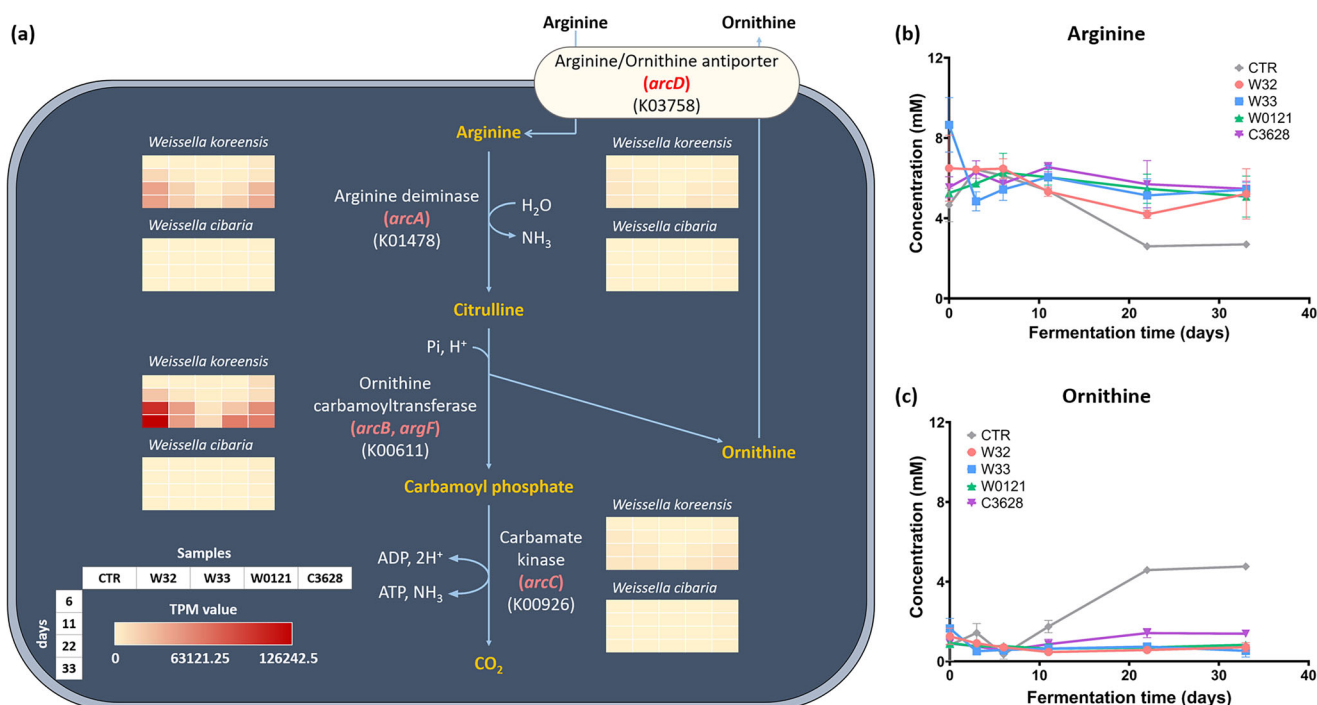 (a)
Arginine
Ornithine
Arginine/Ornithine antiporter
(arcD)
(K03758)
Weissella koreensis
Weissella cibaria
Arginine
Arginine deiminase
(arcA)
(K01478)
H₂O
NH₃
Weissella koreensis
Weissella cibaria
Citrulline
Pi, H⁺
Weissella koreensis
Weissella cibaria
Ornithine
carbamoyltransferase
(arcB, argF)
(K00611)
Ornithine
Carbamoyl phosphate
ADP, 2H⁺
ATP, NH₃
Carbamate
kinase
(arcC)
(K00926)
Weissella koreensis
Weissella cibaria
CO₂
Samples
CTR W32 W33 W0121 C3628
days
6
11
22
33
TPM value
0 63121.25 126242.5
(b)
Arginine
CTR
W32
W33
W0121
C3628
Concentration (mM)
12
8
4
0
0 10 20 30 40
Fermentation time (days)
(c)
Ornithine
CTR
W32
W33
W0121
C3628
Concentration (mM)
12
8
4
0
0 10 20 30 40
Fermentation time (days)